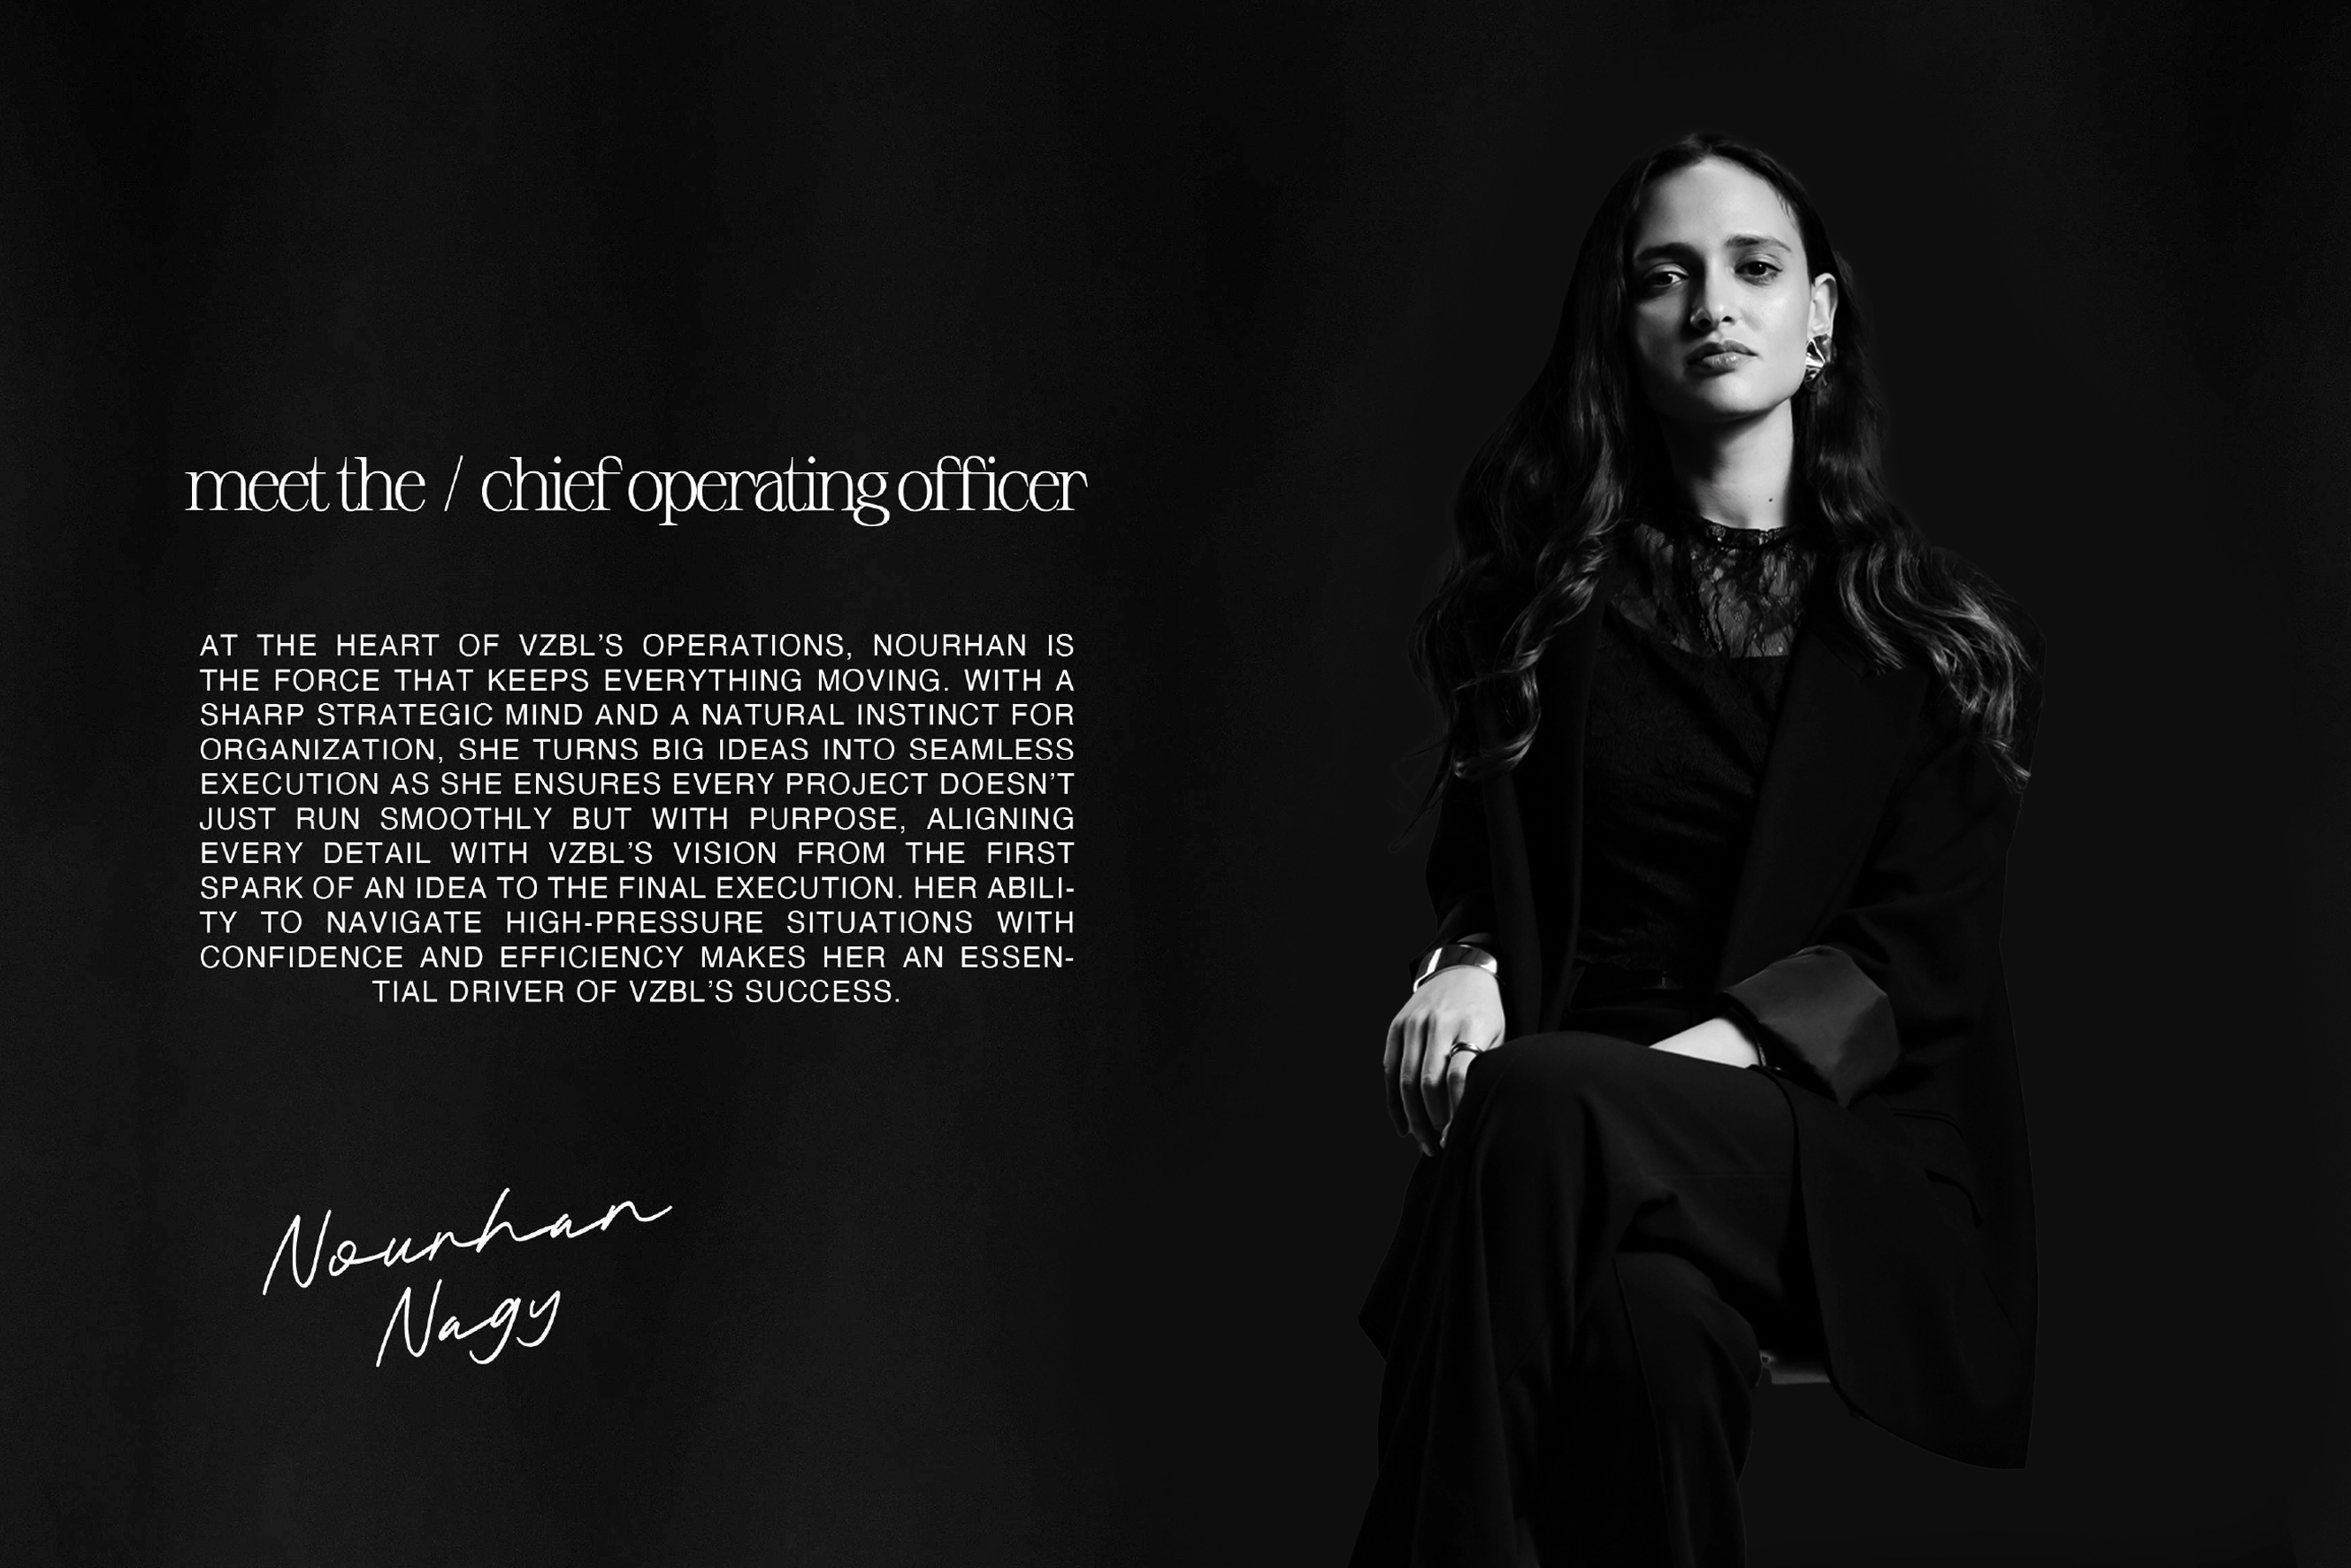 meet the / chief operating officer
AT THE HEART OF VZBL’S OPERATIONS, NOURHAN IS
THE FORCE THAT KEEPS EVERYTHING MOVING. WITH A
SHARP STRATEGIC MIND AND A NATURAL INSTINCT FOR
ORGANIZATION, SHE TURNS BIG IDEAS INTO SEAMLESS
EXECUTION AS SHE ENSURES EVERY PROJECT DOESN’T
JUST RUN SMOOTHLY BUT WITH PURPOSE, ALIGNING
EVERY DETAIL WITH VZBL’S VISION FROM THE FIRST
SPARK OF AN IDEA TO THE FINAL EXECUTION. HER ABILI-
TY TO NAVIGATE HIGH-PRESSURE SITUATIONS WITH
CONFIDENCE AND EFFICIENCY MAKES HER AN ESSEN-
TIAL DRIVER OF VZBL’S SUCCESS.
Nourhan
Nagy